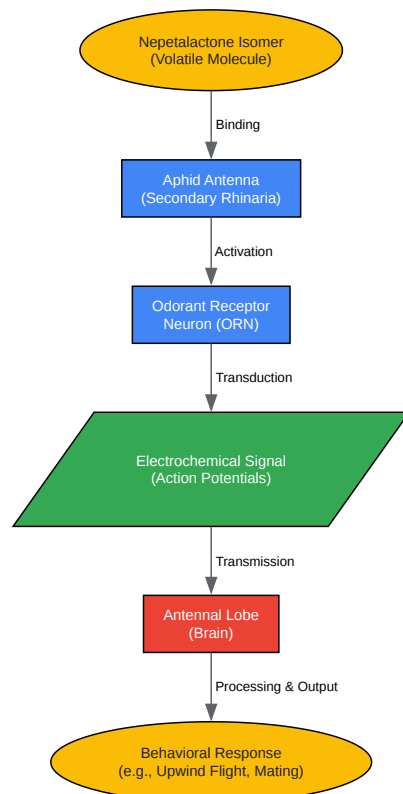 Nepetalactone Isomer
(Volatile Molecule)
Binding
Aphid Antenna
(Secondary Rhinaria)
Activation
Odorant Receptor
Neuron (ORN)
Transduction
Electrochemical Signal
(Action Potentials)
Transmission
Antennal Lobe
(Brain)
Processing & Output
Behavioral Response
(e.g., Upwind Flight, Mating)